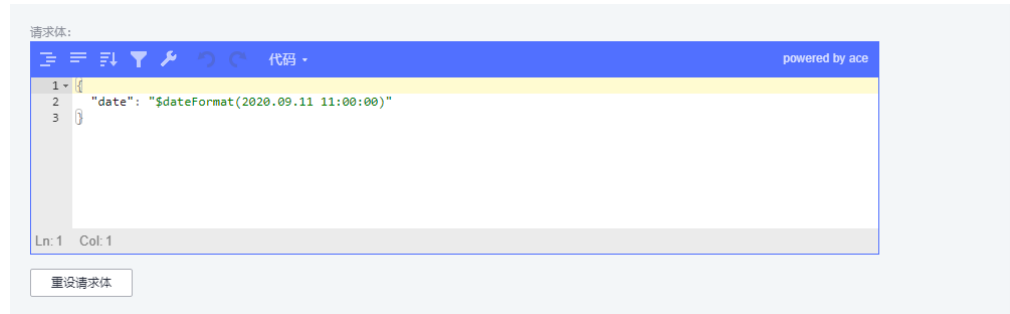 请求体:
代码 powered by ace
1 {
2 "date": "$dateFormat(2020.09.11 11:00:00)"
3 }
Ln: 1 Col: 1
重设请求体